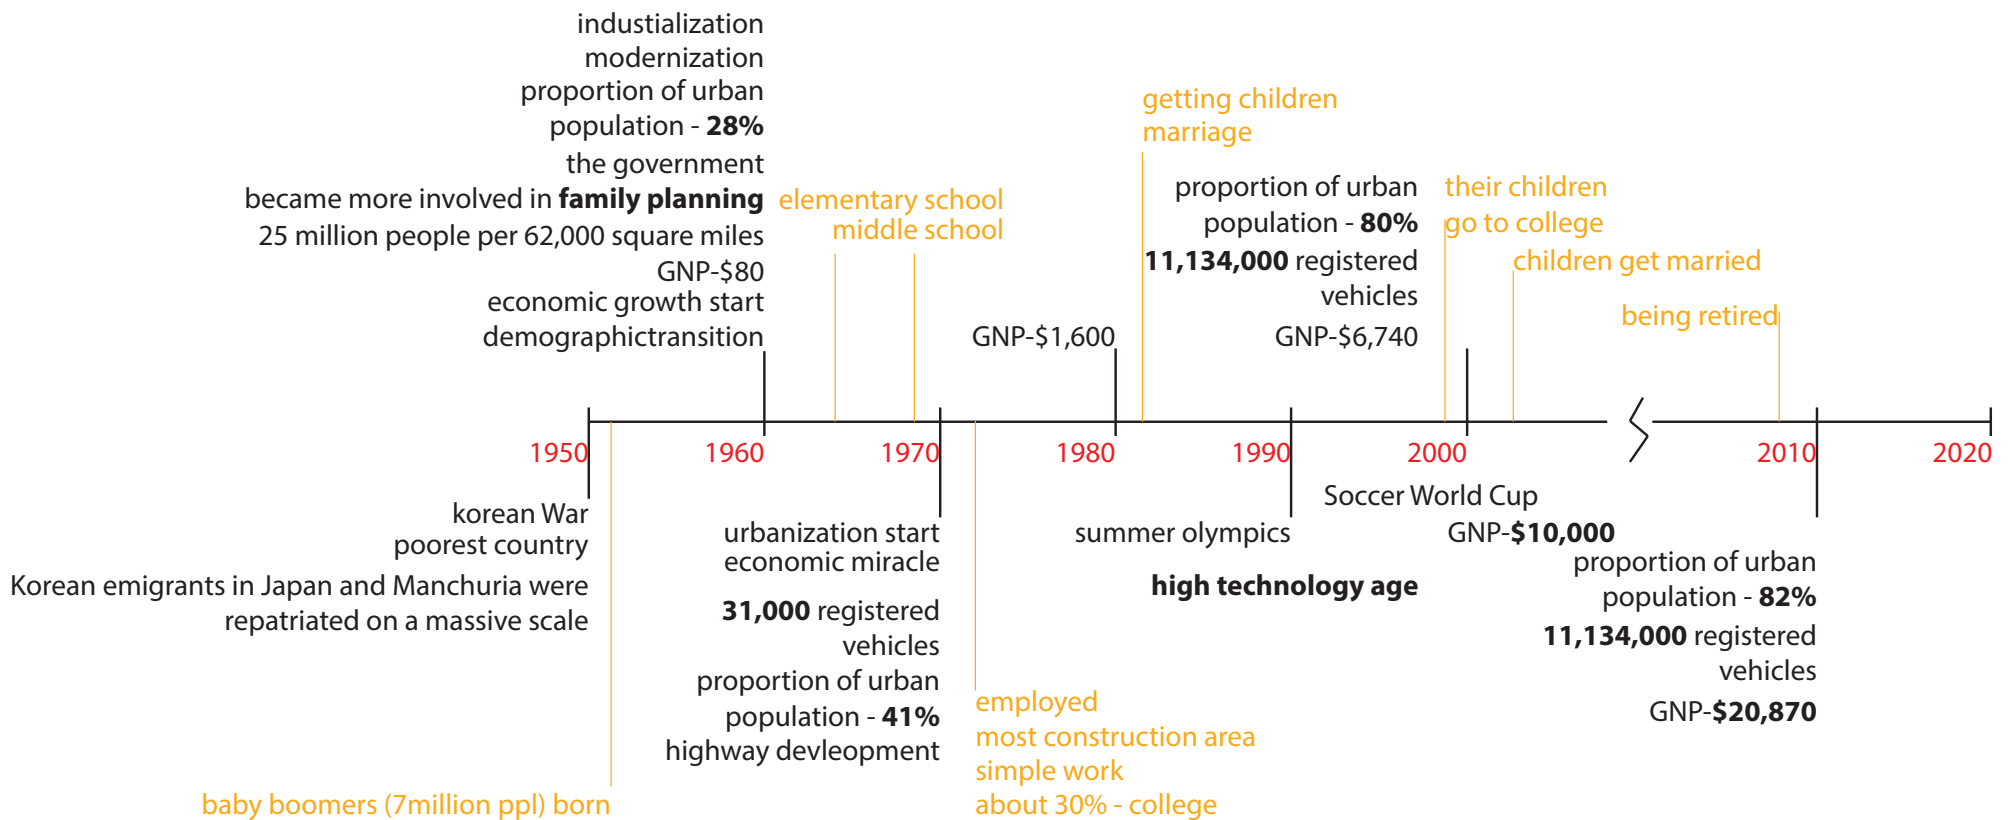 industialization
modernization
proportion of urban
population - 28%
the government
became more involved in family planning
25 million people per 62,000 square miles
GNP-$80
economic growth start
demographictransition
elementary school
middle school
GNP-$1,600
getting children
marriage
proportion of urban
population - 80%
11,134,000 registered
vehicles
GNP-$6,740
their children
go to college
children get married
being retired
1950
1960
1970
1980
1990
2000
2010
2020
korean War
poorest country
Korean emigrants in Japan and Manchuria were
repatriated on a massive scale
baby boomers (7million ppl) born
urbanization start
economic miracle
31,000 registered
vehicles
proportion of urban
population - 41%
highway devleopment
employed
most construction area
simple work
about 30% - college
summer olympics
high technology age
Soccer World Cup
GNP-$10,000
proportion of urban
population - 82%
11,134,000 registered
vehicles
GNP-$20,870